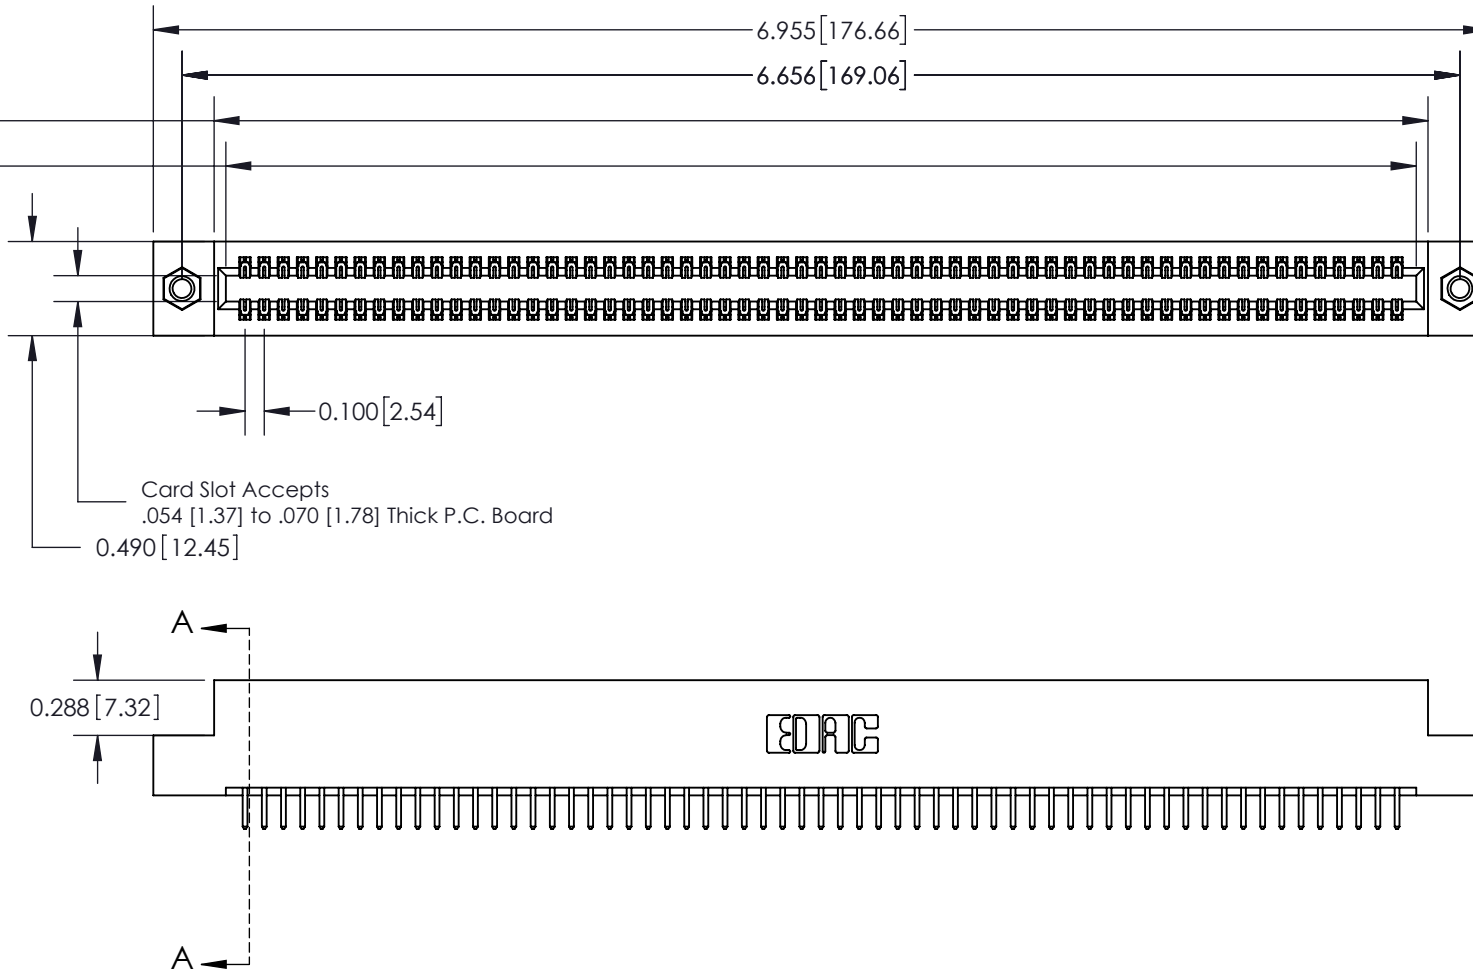 6.955[176.66]
6.656[169.06]
0.100[2.54]
Card Slot Accepts
.054 [1.37] to .070 [1.78] Thick P.C. Board
0.490[12.45]
A
0.288[7.32]
EDAC
A